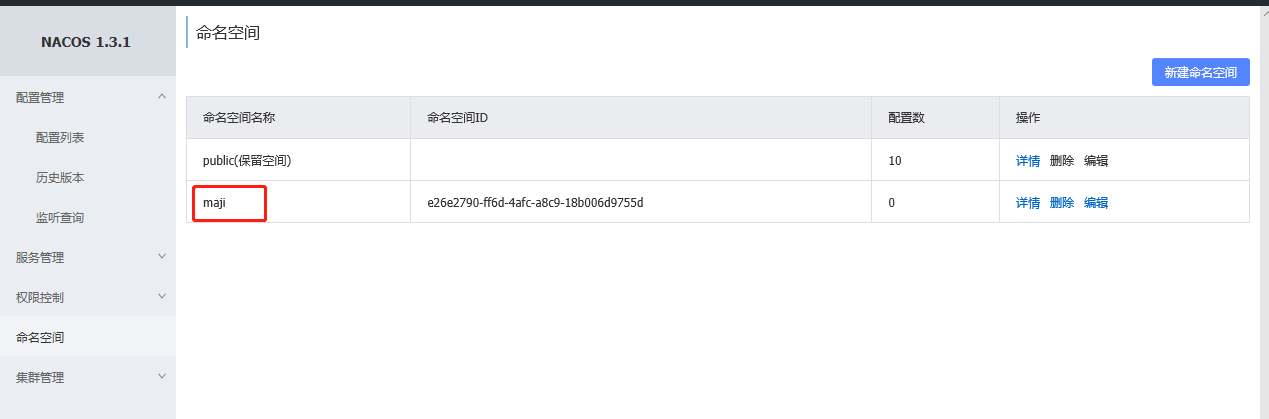 NACOS 1.3.1
配置管理
配置列表
历史版本
监听查询
服务管理
权限控制
命名空间
集群管理
命名空间
新建命名空间
命名空间名称 命名空间ID 配置数 操作
public(保留空间) 10 详情 删除 编辑
maji e26e2790-ff6d-4afc-a8c9-18b006d9755d 0 详情 删除 编辑